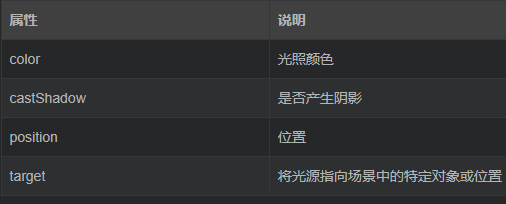 属性 说明
color 光照颜色
castShadow 是否产生阴影
position 位置
target 将光源指向场景中的特定对象或位置